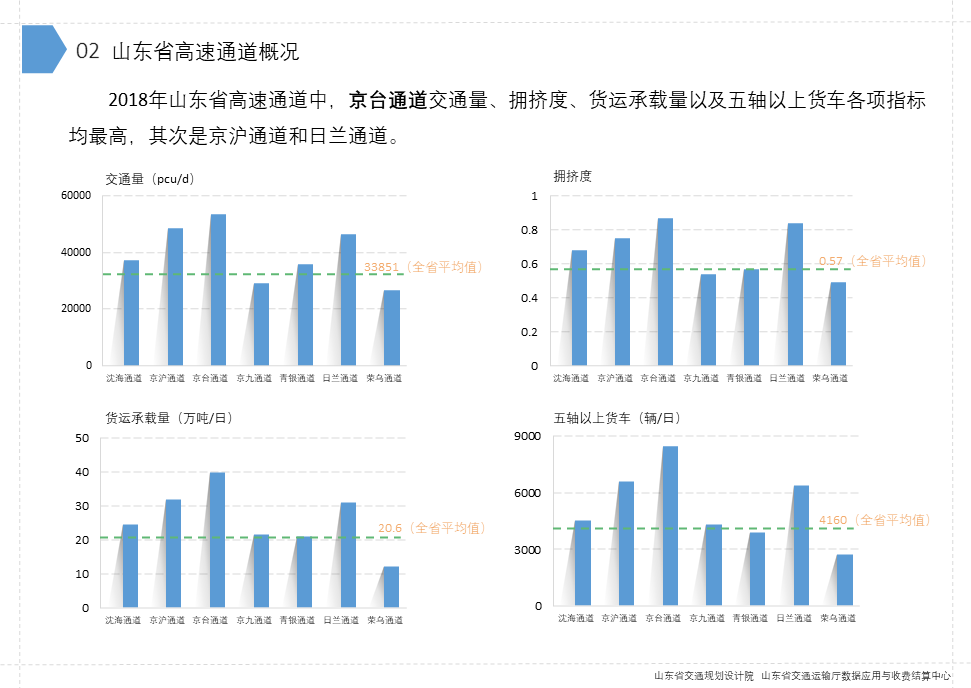 02 山东省高速通道概况
2018年山东省高速通道中，京台通道交通量、拥挤度、货运承载量以及五轴以上货车各项指标
均最高，其次是京沪通道和日兰通道。
交通量（pcu/d）
60000
40000
20000
0
33851（全省平均值）
沈海通道 京沪通道 京台通道 京九通道 青银通道 日兰通道 荣乌通道
拥挤度
1
0.8
0.6
0.4
0.2
0
0.57（全省平均值）
沈海通道 京沪通道 京台通道 京九通道 青银通道 日兰通道 荣乌通道
货运承载量（万吨/日）
50
40
30
20
10
0
20.6（全省平均值）
沈海通道 京沪通道 京台通道 京九通道 青银通道 日兰通道 荣乌通道
五轴以上货车（辆/日）
9000
6000
3000
0
4160（全省平均值）
沈海通道 京沪通道 京台通道 京九通道 青银通道 日兰通道 荣乌通道
山东省交通规划设计院 山东省交通运输厅数据应用与收费结算中心